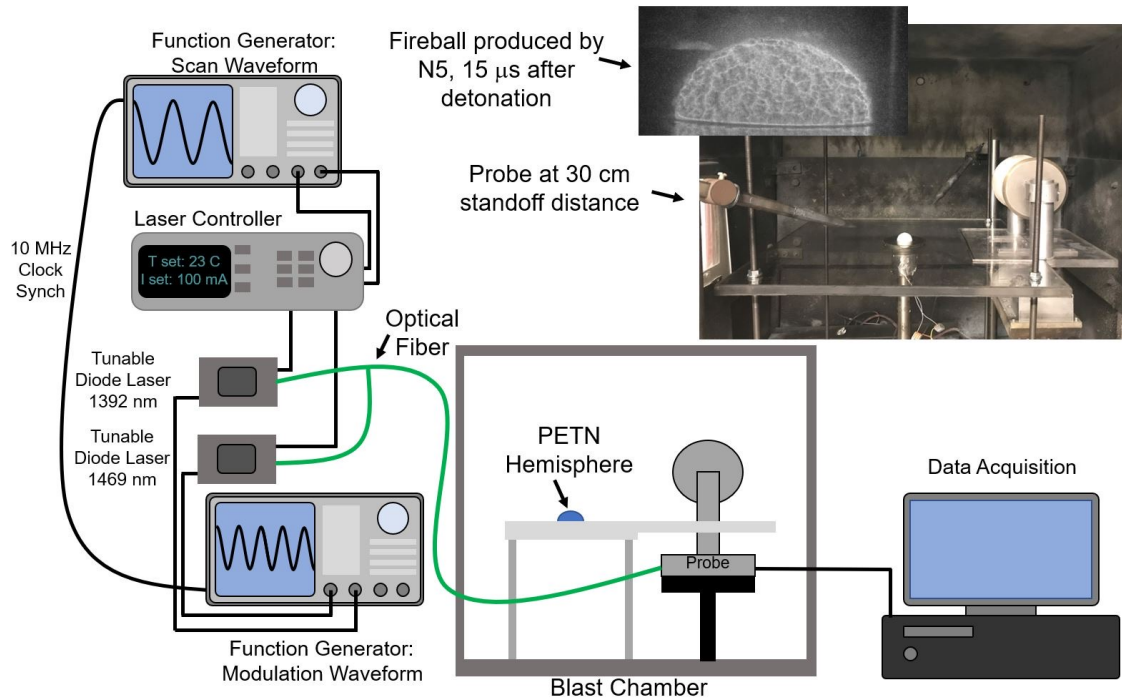 Function Generator:
Scan Waveform
Fireball produced by
N5, 15 μs after
detonation
Probe at 30 cm
standoff distance
Laser Controller
T set: 23 C
I set: 100 mA
10 MHz
Clock
Synch
Optical
Fiber
Tunable
Diode Laser
1392 nm
Tunable
Diode Laser
1469 nm
PETN
Hemisphere
Data Acquisition
Probe
Function Generator:
Modulation Waveform
Blast Chamber